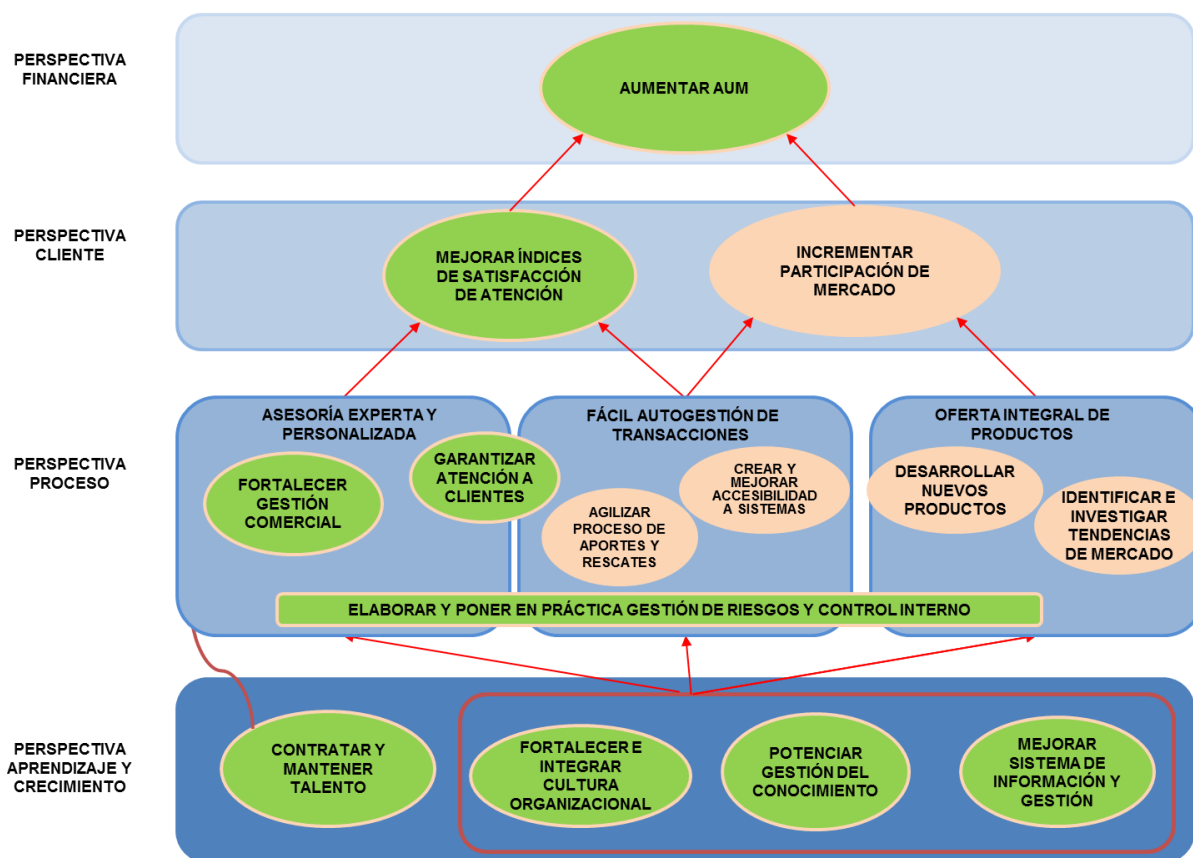 PERSPECTIVA
FINANCIERA
AUMENTAR AUM
PERSPECTIVA
CLIENTE
MEJORAR ÍNDICES
DE SATISFACCIÓN
DE ATENCIÓN
INCREMENTAR
PARTICIPACIÓN DE
MERCADO
PERSPECTIVA
PROCESO
ASESORÍA EXPERTA Y
PERSONALIZADA
FORTALECER
GESTIÓN
COMERCIAL
GARANTIZAR
ATENCIÓN A
CLIENTES
FÁCIL AUTOGESTIÓN DE
TRANSACCIONES
AGILIZAR
PROCESO DE
APORTES Y
RESCATES
CREAR Y
MEJORAR
ACCESIBILIDAD
A SISTEMAS
OFERTA INTEGRAL DE
PRODUCTOS
DESARROLLAR
NUEVOS
PRODUCTOS
IDENTIFICAR E
INVESTIGAR
TENDENCIAS
DE MERCADO
ELABORAR Y PONER EN PRÁCTICA GESTIÓN DE RIESGOS Y CONTROL INTERNO
PERSPECTIVA
APRENDIZAJE Y
CRECIMIENTO
CONTRATAR Y
MANTENER
TALENTO
FORTALECER E
INTEGRAR
CULTURA
ORGANIZACIONAL
POTENCIAR
GESTIÓN DEL
CONOCIMIENTO
MEJORAR
SISTEMA DE
INFORMACIÓN Y
GESTIÓN